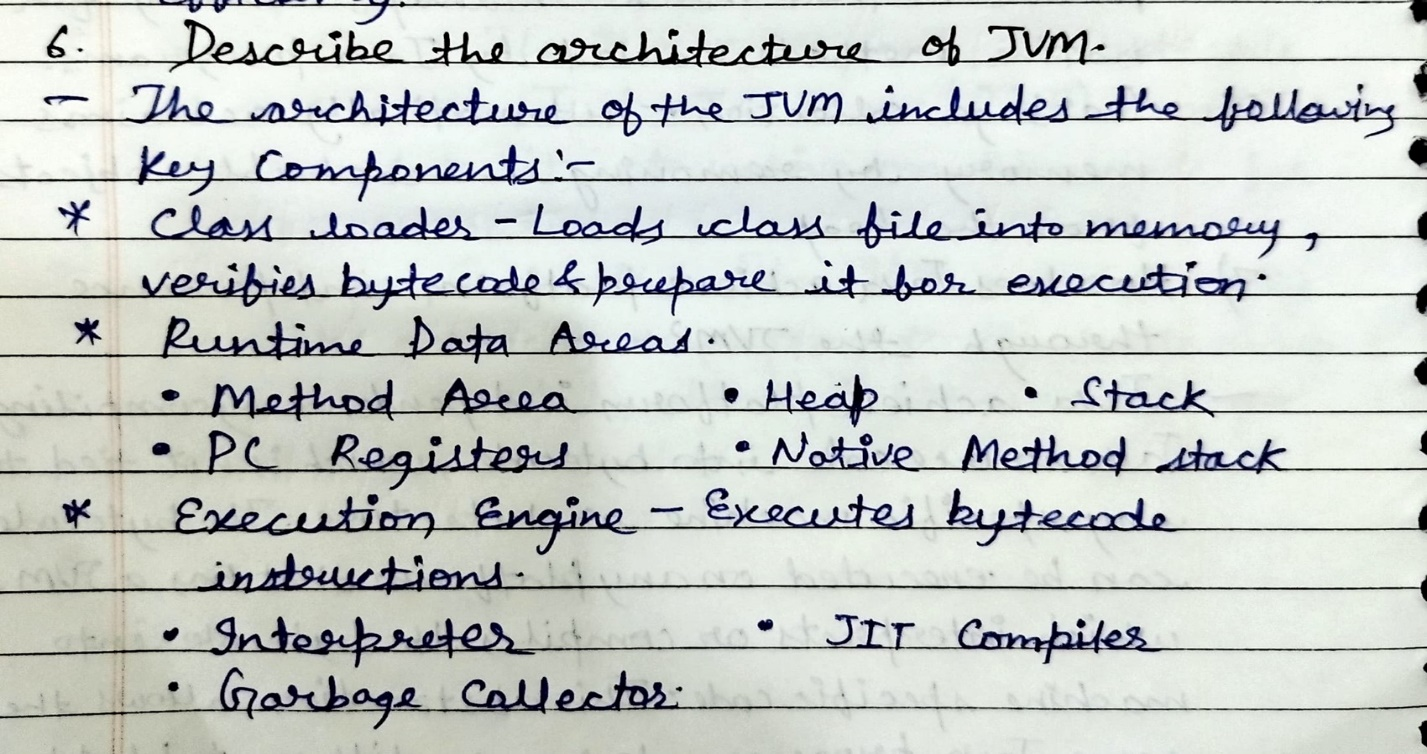 6. Describe the architecture of JVM.
- The architecture of the JVM includes the following
Key Components:-
* Class loader - Loads class file into memory,
verifies bytecode & prepare it for execution.
* Runtime Data Areas.
• Method Area • Heap • Stack
• PC Registers • Native Method stack
* Execution Engine - Executes bytecode
instructions.
• Interpreter • JIT Compiler
• Garbage Collector.